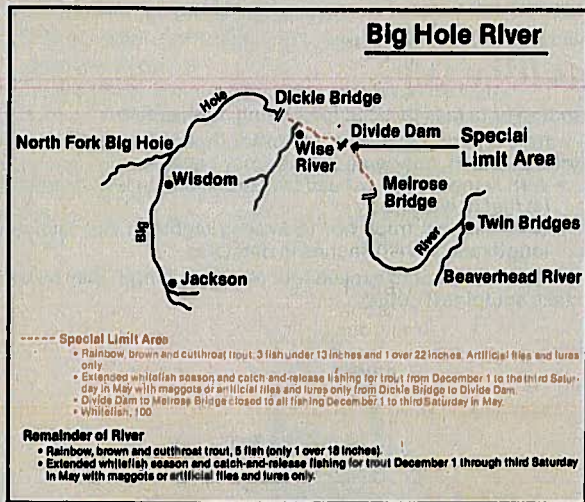 Big Hole River
Hole
Dickie Bridge
North Fork Big Hole
Wise
River
Divide Dam
Special
Limit Area
Wisdom
Melrose
Bridge
Big
River
Twin Bridges
Jackson
Beaverhead River
Special Limit Area
• Rainbow, brown and cutthroat trout, 3 fish under 13 inches and 1 over 22 inches. Artificial flies and lures
only.
• Extended whitefish season and catch-and-release fishing for trout from December 1 to the third Satur-
day in May with maggots or artificial flies and lures only from Dickie Bridge to Divide Dam.
• Divide Dam to Melrose Bridge closed to all fishing December 1 to third Saturday in May.
• Whitefish, 100
Remainder of River
• Rainbow, brown and cutthroat trout, 5 fish (only 1 over 18 inches).
• Extended whitefish season and catch-and-release fishing for trout December 1 through third Saturday
in May with maggots or artificial flies and lures only.